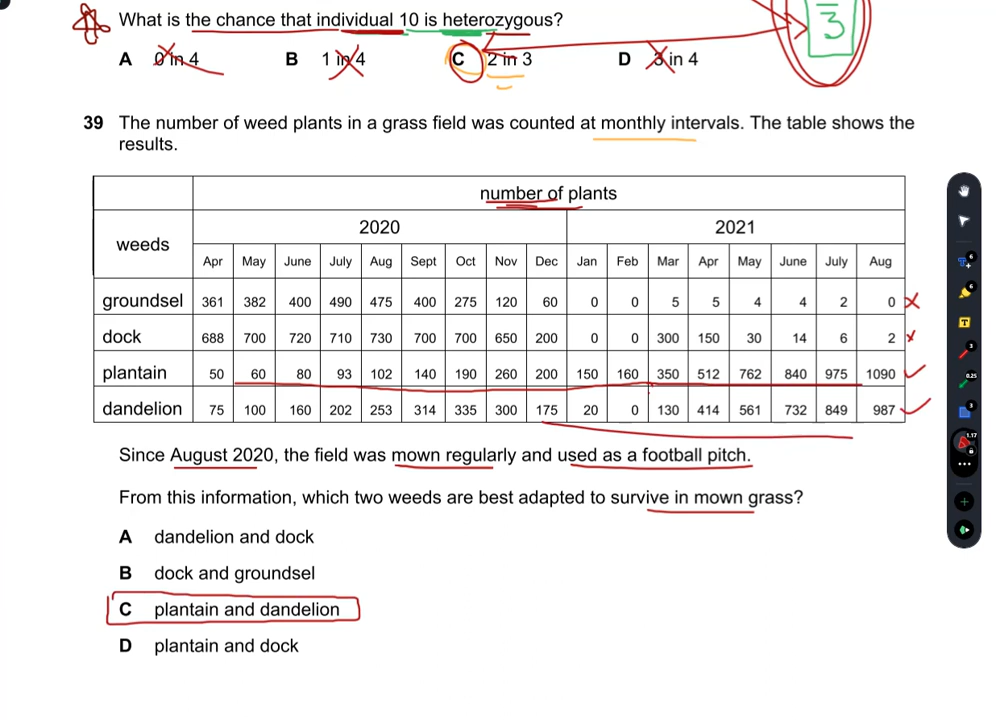 What is the chance that individual 10 is heterozygous?
A 0 in 4 B 1 in 4 C 2 in 3 D 3 in 4
3
39 The number of weed plants in a grass field was counted at monthly intervals. The table shows the
results.
number of plants
weeds 2020 2021
Apr May June July Aug Sept Oct Nov Dec Jan Feb Mar Apr May June July Aug
groundsel 361 382 400 490 475 400 275 120 60 0 0 5 5 4 4 2 0
dock 688 700 720 710 730 700 700 650 200 0 0 300 150 30 14 6 2
plantain 50 60 80 93 102 140 190 260 200 150 160 350 512 762 840 975 1090
dandelion 75 100 160 202 253 314 335 300 175 20 0 130 414 561 732 849 987
Since August 2020, the field was mown regularly and used as a football pitch.
From this information, which two weeds are best adapted to survive in mown grass?
A dandelion and dock
B dock and groundsel
C plantain and dandelion
D plantain and dock
6
6
T
3
0.25
3
1.17